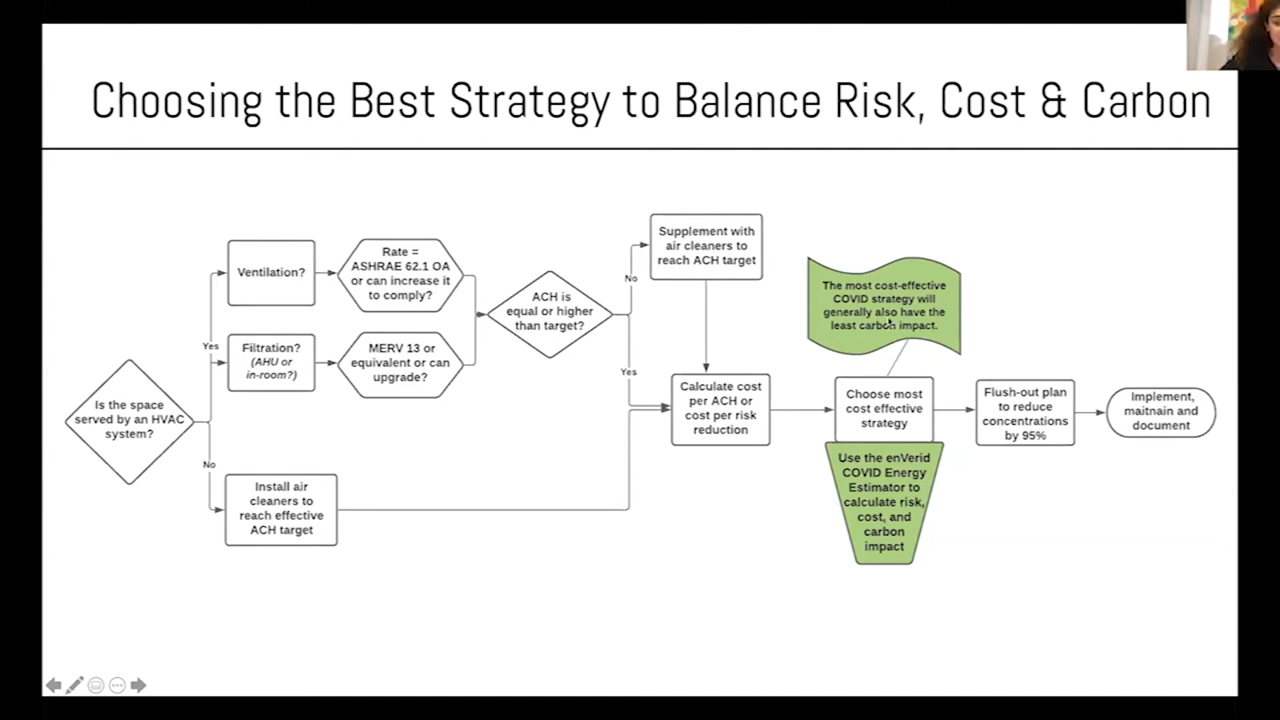 Choosing the Best Strategy to Balance Risk, Cost & Carbon
Is the space
served by an HVAC
system?
Yes
No
Ventilation?
Filtration?
(AHU or
in-room?)
Install air
cleaners to
reach effective
ACH target
Rate =
ASHRAE 62.1 OA
or can increase it
to comply?
MERV 13 or
equivalent or can
upgrade?
ACH is
equal or higher
than target?
No
Yes
Supplement with
air cleaners to
reach ACH target
Calculate cost
per ACH or
cost per risk
reduction
The most cost-effective
COVID strategy will
generally also have the
least carbon impact.
Choose most
cost effective
strategy
Use the enVerid
COVID Energy
Estimator to
calculate risk,
cost, and
carbon
impact
Flush-out plan
to reduce
concentrations
by 95%
Implement,
maitnain and
document